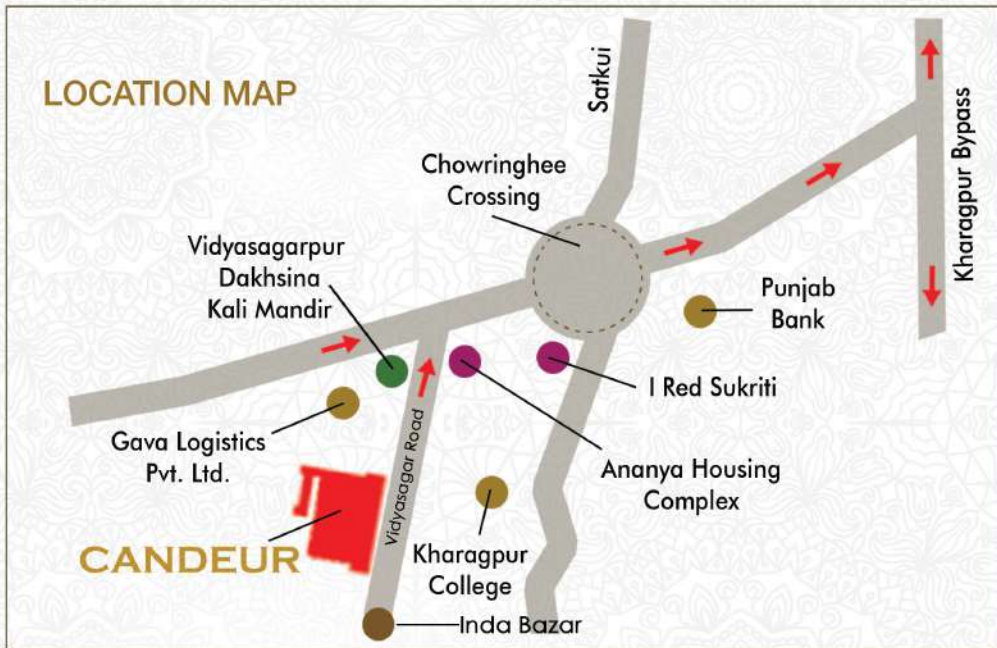 LOCATION MAP
Satkui
Kharagpur Bypass
Chowringhee
Crossing
Vidyasagarpur
Dakhsina
Kali Mandir
Punjab
Bank
I Red Sukriti
Gava Logistics
Pvt. Ltd.
Ananya Housing
Complex
Vidyasagar Road
CANDEUR
Kharagpur
College
Inda Bazar